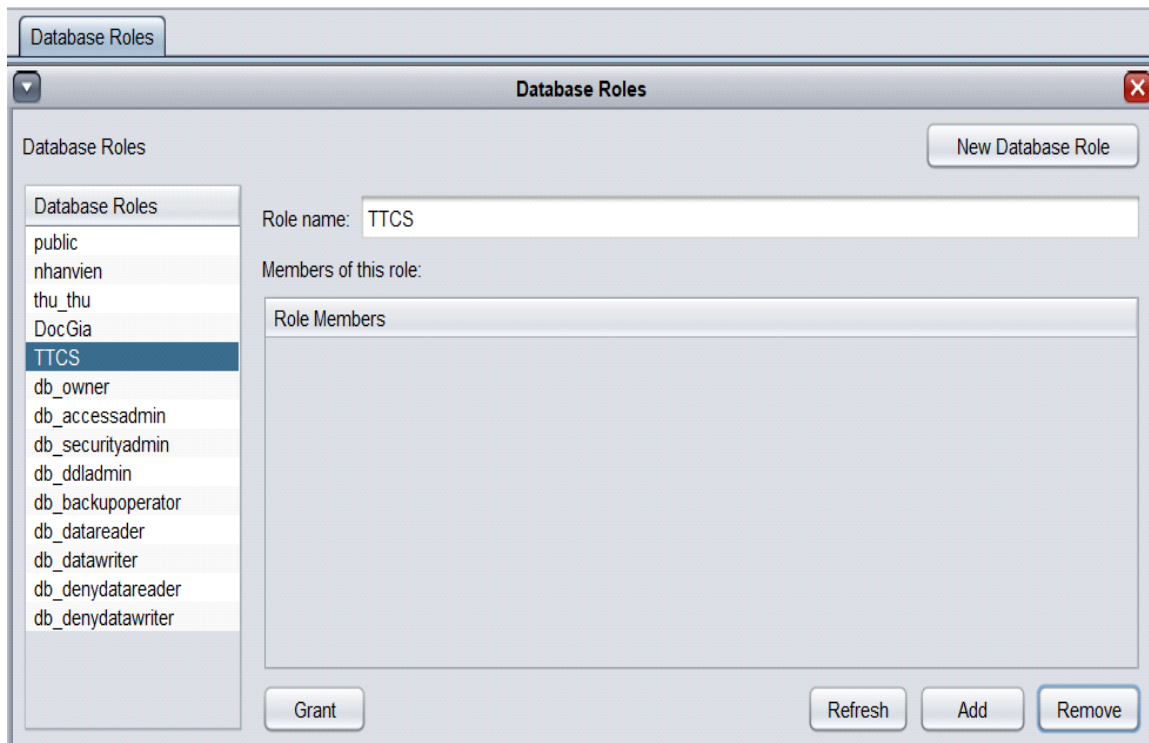 Database Roles
Database Roles
Database Roles
New Database Role
Database Roles
public
nhanvien
thu_thu
DocGia
TTCS
db_owner
db_accessadmin
db_securityadmin
db_ddladmin
db_backupoperator
db_datareader
db_datawriter
db_denydatareader
db_denydatawriter
Role name: TTCS
Members of this role:
Role Members
Grant
Refresh
Add
Remove